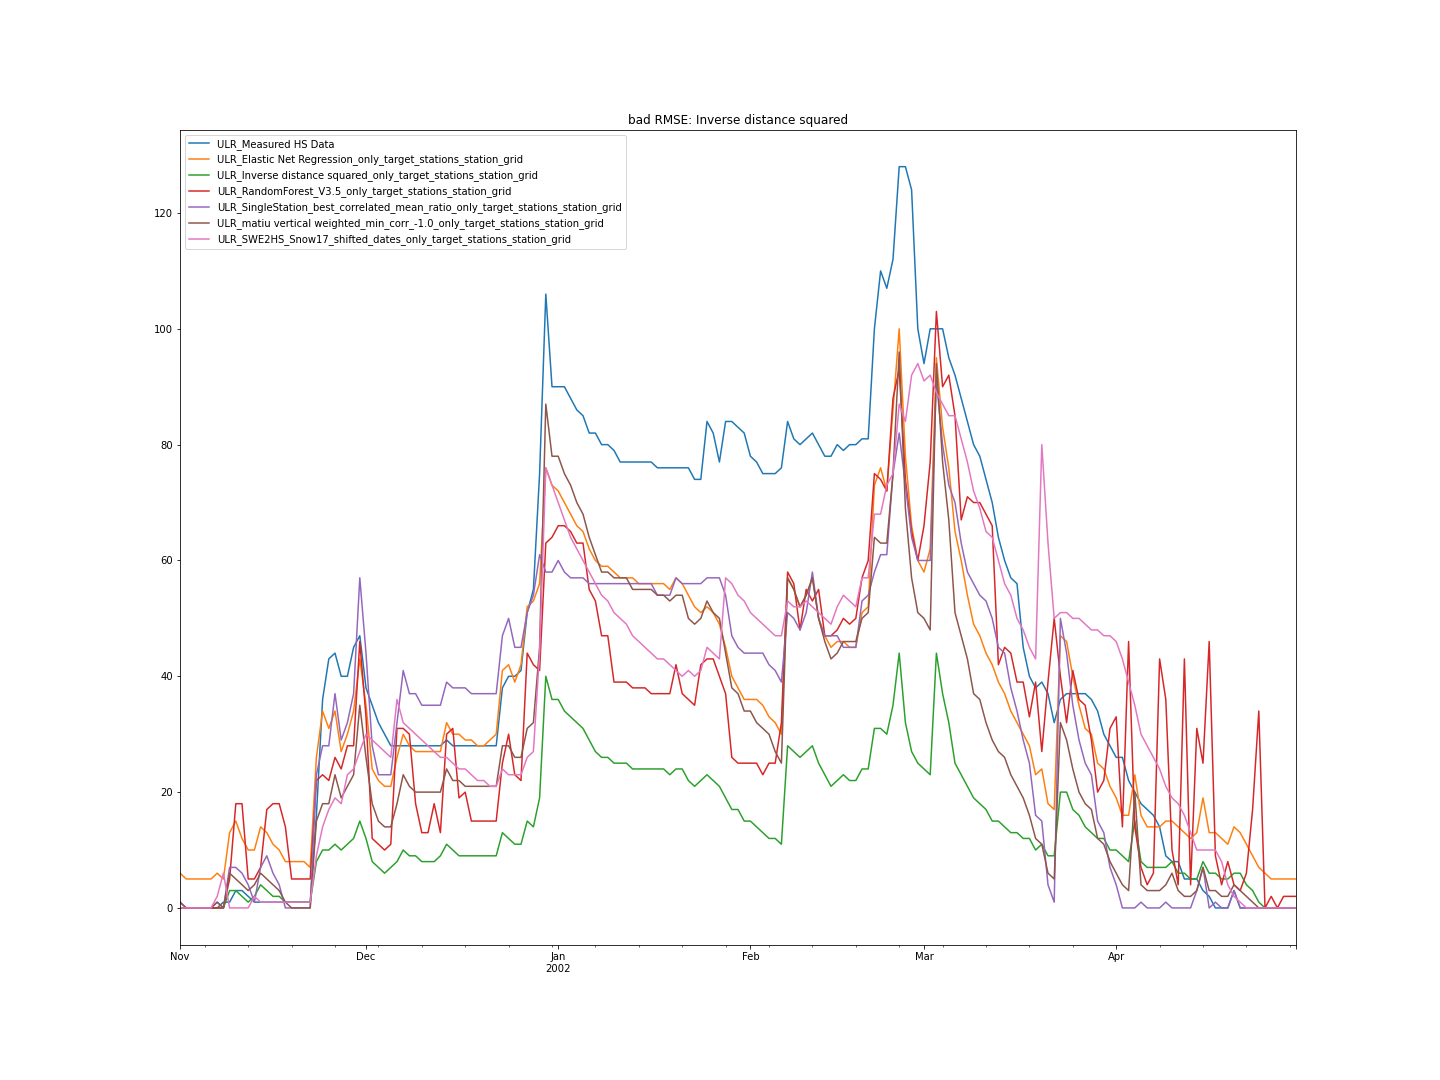 bad RMSE: Inverse distance squared
ULR_Measured HS Data
ULR_Elastic Net Regression_only_target_stations_station_grid
ULR_Inverse distance squared_only_target_stations_station_grid
ULR_RandomForest_V3.5_only_target_stations_station_grid
ULR_SingleStation_best_correlated_mean_ratio_only_target_stations_station_grid
ULR_matiu vertical weighted_min_corr_-1.0_only_target_stations_station_grid
ULR_SWE2HS_Snow17_shifted_dates_only_target_stations_station_grid
120
100
80
60
40
20
0
Nov Dec Jan Feb Mar Apr
2002